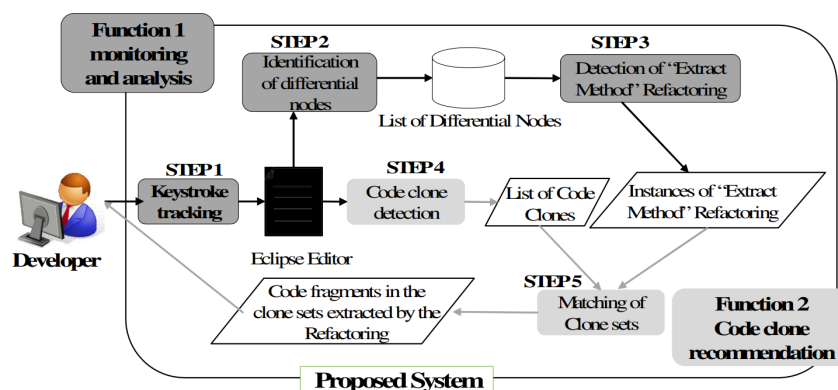 Function 1
monitoring
and analysis
STEP2
Identification
of differential
nodes
List of Differential Nodes
STEP3
Detection of “Extract
Method” Refactoring
STEP1
Keystroke
tracking
Eclipse Editor
STEP4
Code clone
detection
List of Code
Clones
Instances of “Extract
Method” Refactoring
Developer
STEP5
Matching of
Clone sets
Code fragments in the
clone sets extracted by the
Refactoring
Function 2
Code clone
recommendation
Proposed System